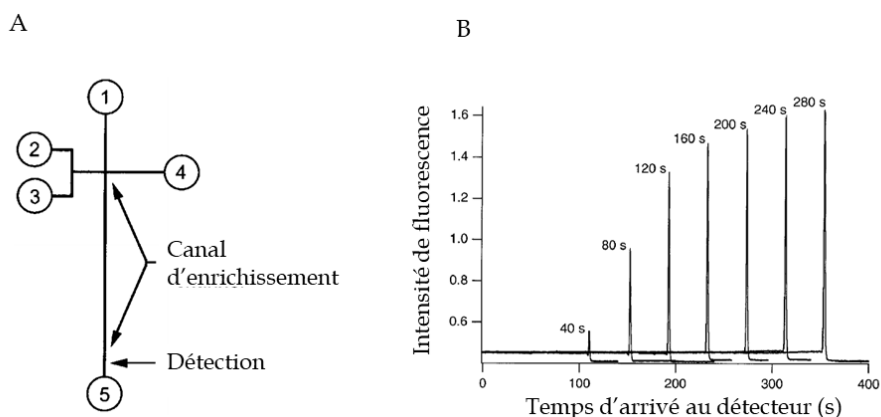 A
1
2
3
4
5
Canal
d'enrichissement
Détection
B
Intensité de fluorescence
1.6
1.4
1.2
1.0
0.8
0.6
40 s
80 s
120 s
160 s
200 s
240 s
280 s
0
100
200
300
400
Temps d'arrivé au détecteur (s)